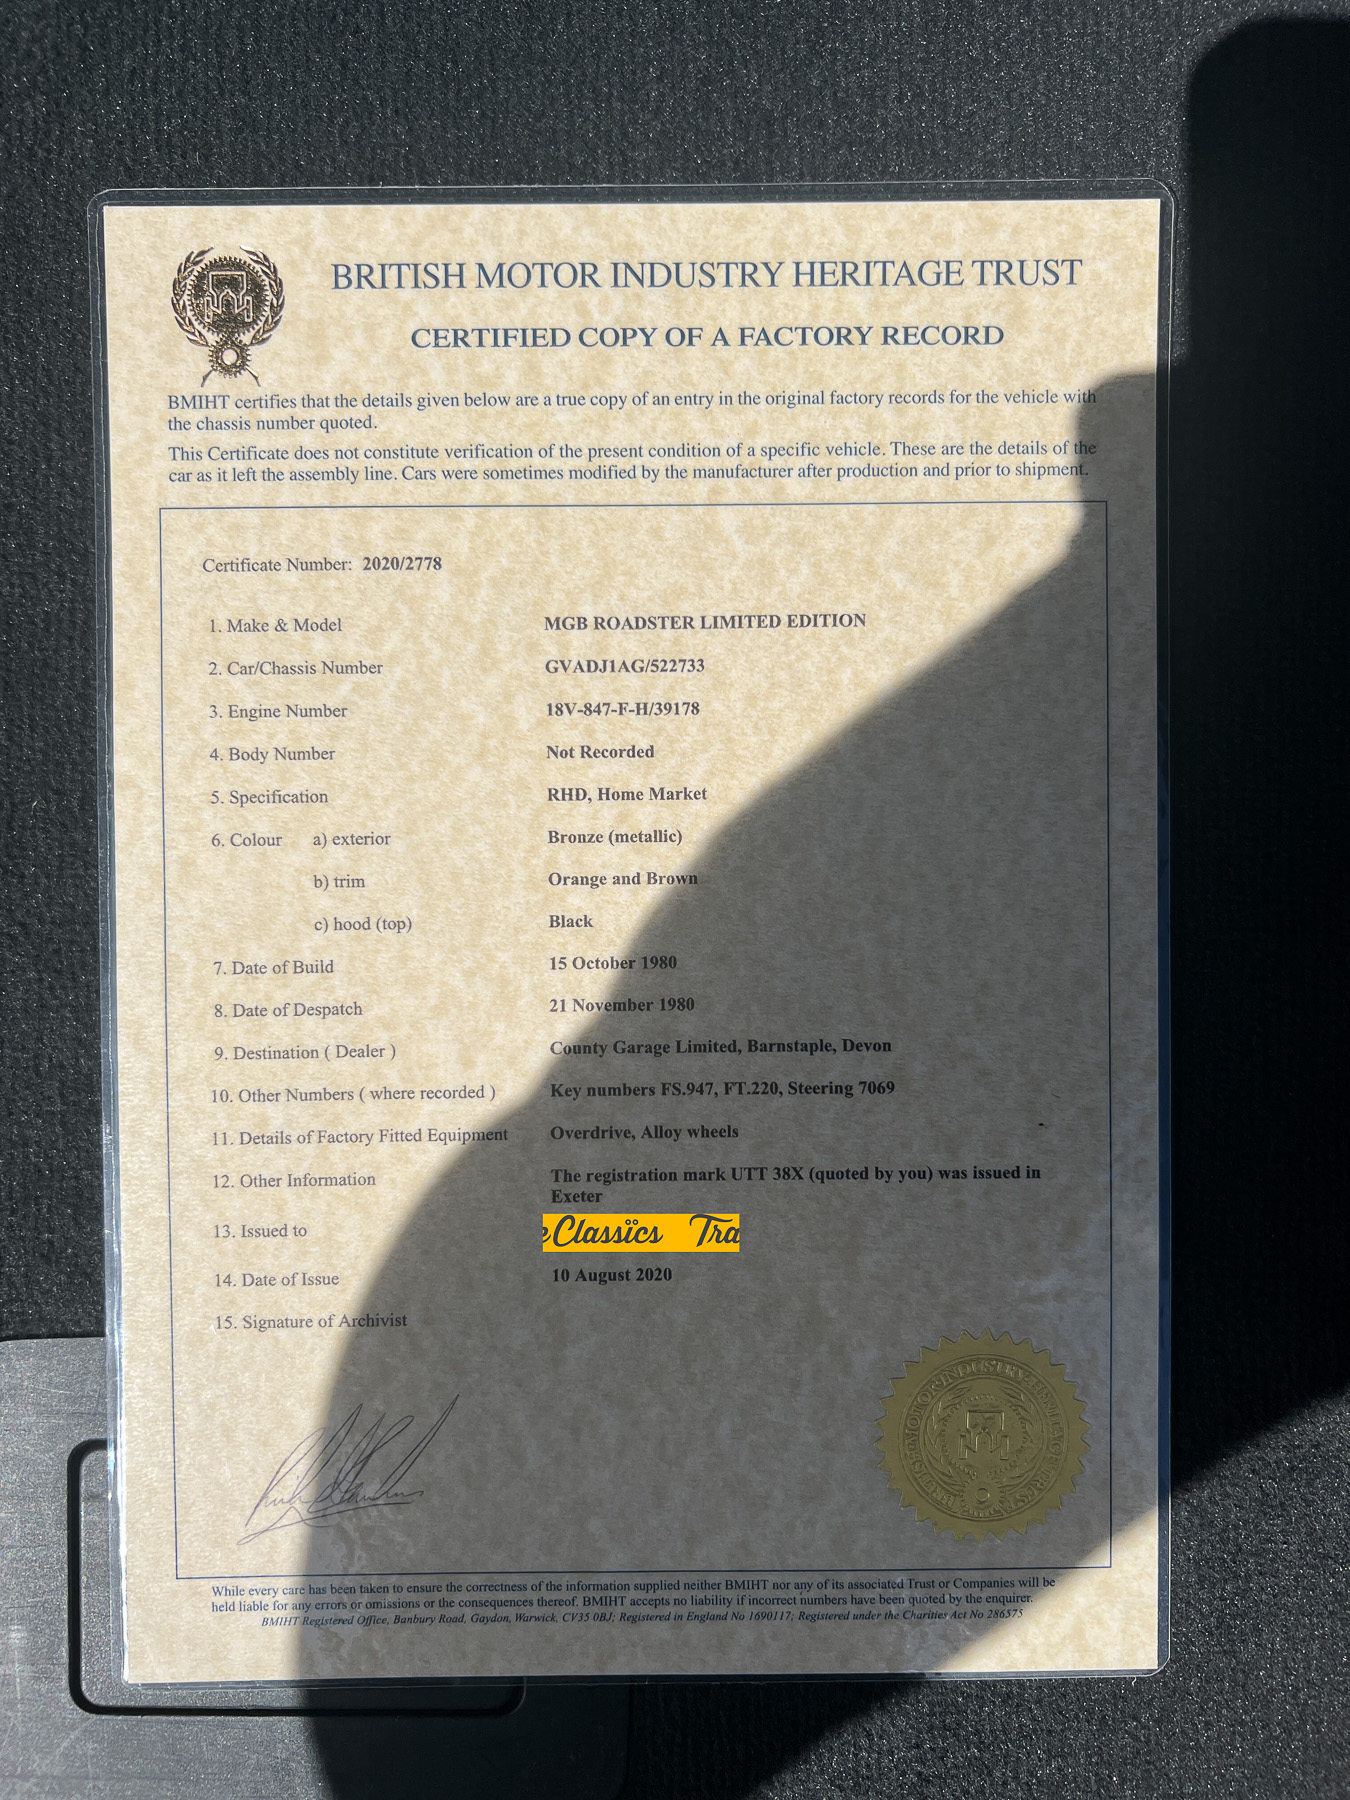 BRITISH MOTOR INDUSTRY HERITAGE TRUST
CERTIFIED COPY OF A FACTORY RECORD
BMIHT certifies that the details given below are a true copy of an entry in the original factory records for the vehicle with
the chassis number quoted.
This Certificate does not constitute verification of the present condition of a specific vehicle. These are the details of the
car as it left the assembly line. Cars were sometimes modified by the manufacturer after production and prior to shipment.
Certificate Number: 2020/2778
1. Make & Model MGB ROADSTER LIMITED EDITION
2. Car/Chassis Number GVADJ1AG/522733
3. Engine Number 18V-847-F-H/39178
4. Body Number Not Recorded
5. Specification RHD, Home Market
6. Colour a) exterior Bronze (metallic)
b) trim Orange and Brown
c) hood (top) Black
7. Date of Build 15 October 1980
8. Date of Despatch 21 November 1980
9. Destination ( Dealer ) County Garage Limited, Barnstaple, Devon
10. Other Numbers ( where recorded ) Key numbers FS.947, FT.220, Steering 7069
11. Details of Factory Fitted Equipment Overdrive, Alloy wheels
12. Other Information The registration mark UTT 38X (quoted by you) was issued in
Exeter
13. Issued to e Classics Tra
14. Date of Issue 10 August 2020
15. Signature of Archivist
While every care has been taken to ensure the correctness of the information supplied neither BMIHT nor any of its associated Trust or Companies will be
held liable for any errors or omissions or the consequences thereof. BMIHT accepts no liability if incorrect numbers have been quoted by the enquirer.
BMIHT Registered Office, Banbury Road, Gaydon, Warwick, CV35 0BJ; Registered in England No 1690117; Registered under the Charities Act No 286575